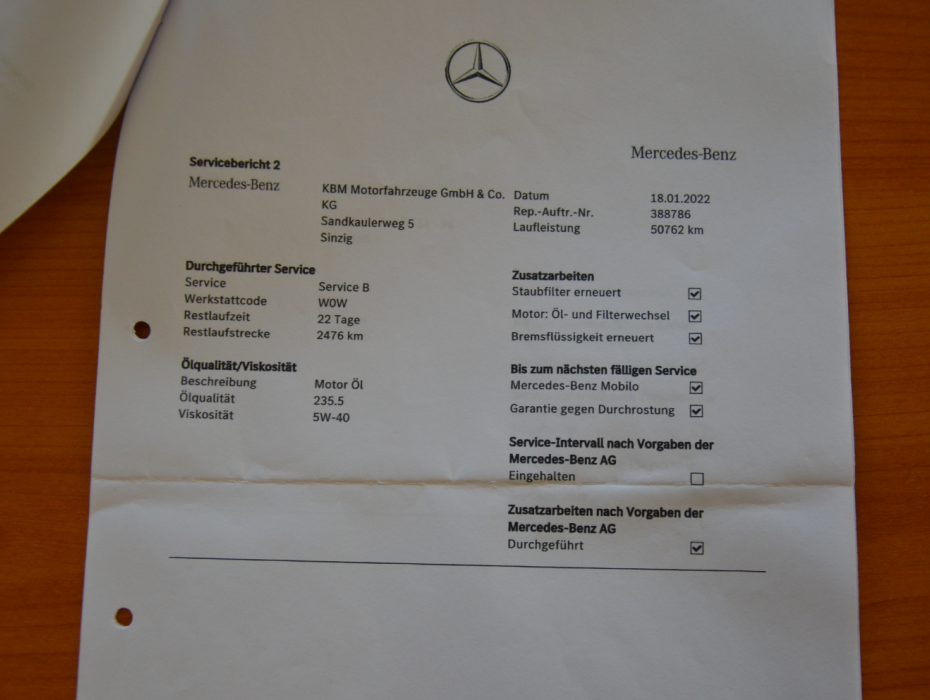 Mercedes-Benz
Servicebericht 2
Mercedes-Benz
KBM Motorfahrzeuge GmbH & Co.
KG
Sandkaulerweg 5
Sinzig
Datum 18.01.2022
Rep.-Auftr.-Nr. 388786
Laufleistung 50762 km
Durchgeführter Service
Service Service B
Werkstattcode W0W
Restlaufzeit 22 Tage
Restlaufstrecke 2476 km
Ölqualität/Viskosität
Beschreibung Motor Öl
Ölqualität 235.5
Viskosität 5W-40
Zusatzarbeiten
Staubfilter erneuert
Motor: Öl- und Filterwechsel
Bremsflüssigkeit erneuert
Bis zum nächsten fälligen Service
Mercedes-Benz Mobilo
Garantie gegen Durchrostung
Service-Intervall nach Vorgaben der
Mercedes-Benz AG
Eingehalten
Zusatzarbeiten nach Vorgaben der
Mercedes-Benz AG
Durchgeführt